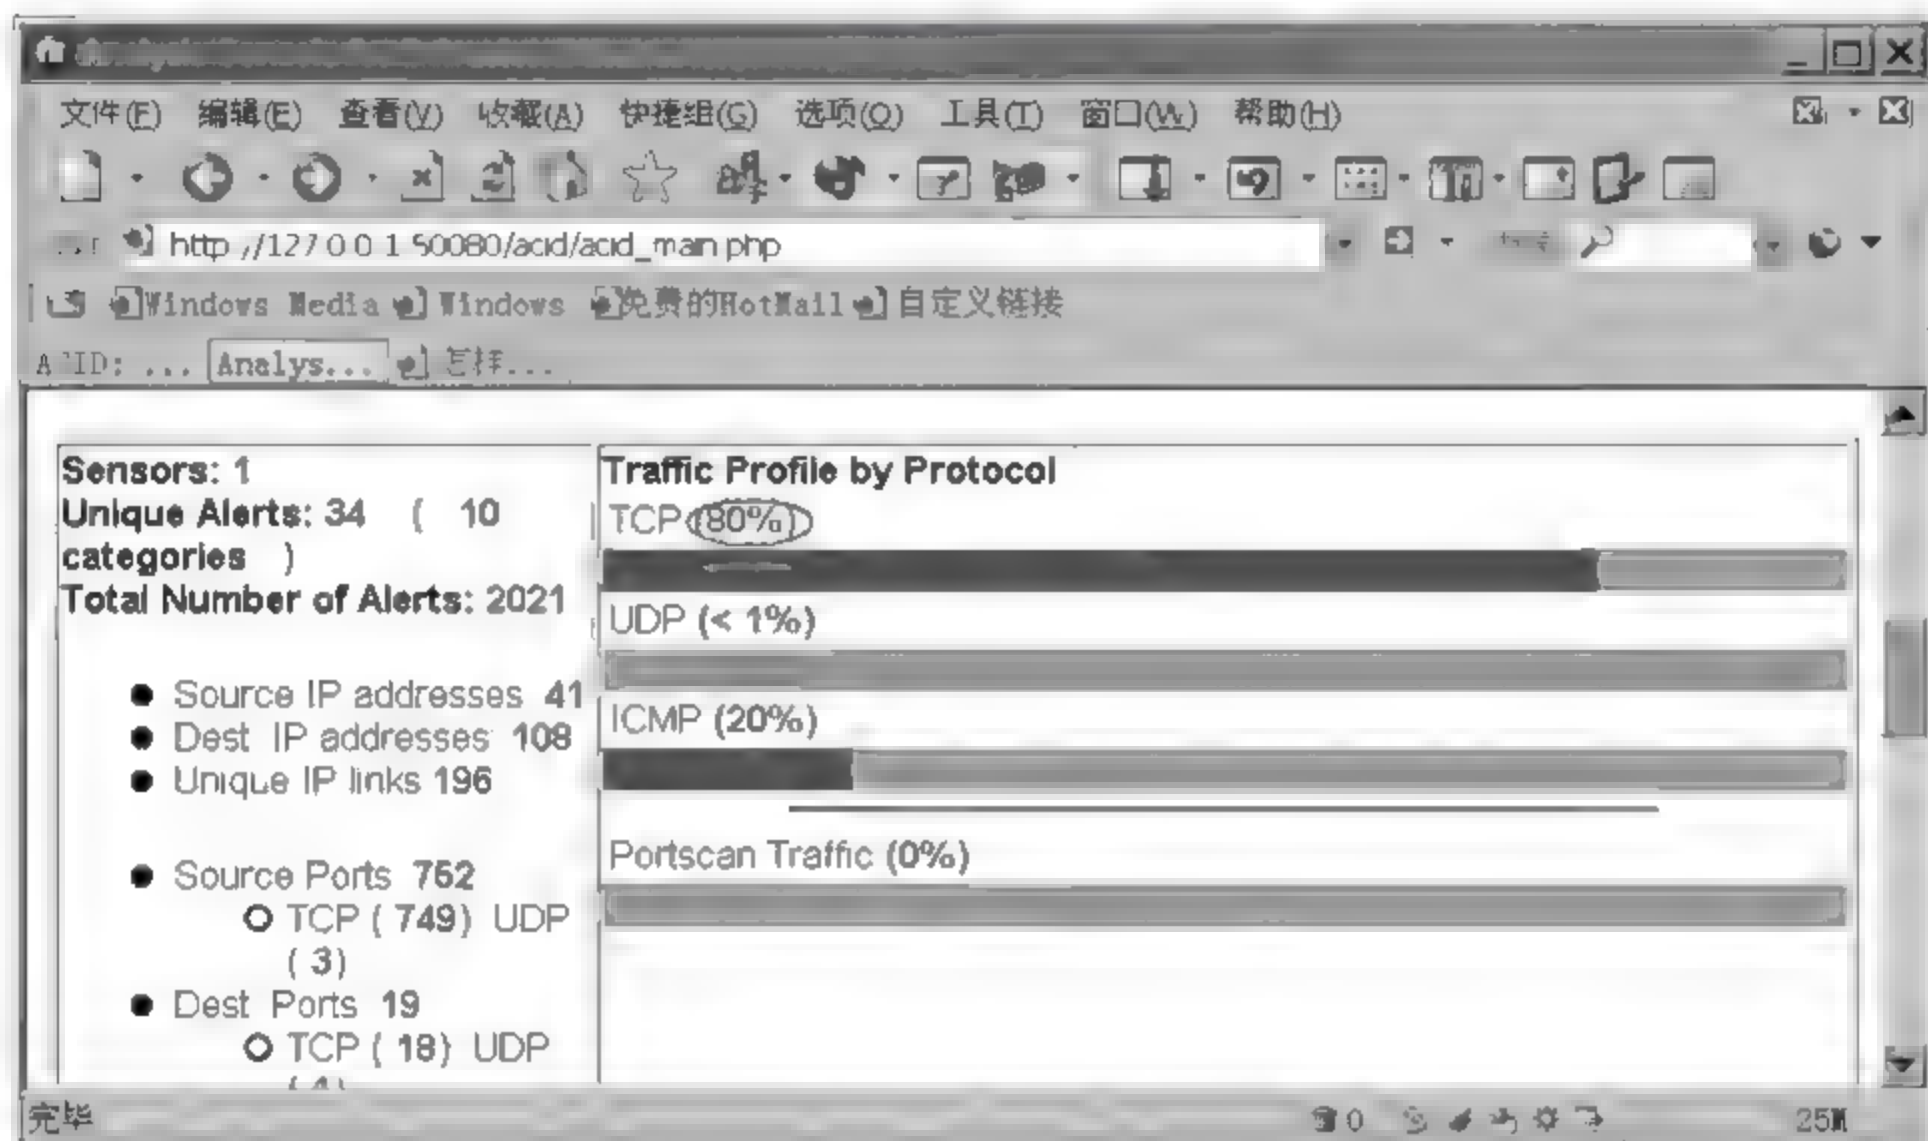 文件(F) 编辑(E) 查看(V) 收藏(A) 快捷组(G) 选项(O) 工具(T) 窗口(W) 帮助(H)
http://127.0.0.1:50080/acid/acid_main.php
Windows Media Windows 免费的HotMail 自定义链接
ACID: ... Analys... 怎样...
Sensors: 1
Unique Alerts: 34 ( 10
categories )
Total Number of Alerts: 2021
Source IP addresses 41
Dest IP addresses 108
Unique IP links 196
Source Ports 752
TCP ( 749) UDP
( 3)
Dest Ports 19
TCP ( 18) UDP
Traffic Profile by Protocol
TCP (80%)
UDP (< 1%)
ICMP (20%)
Portscan Traffic (0%)
完毕 0 25M